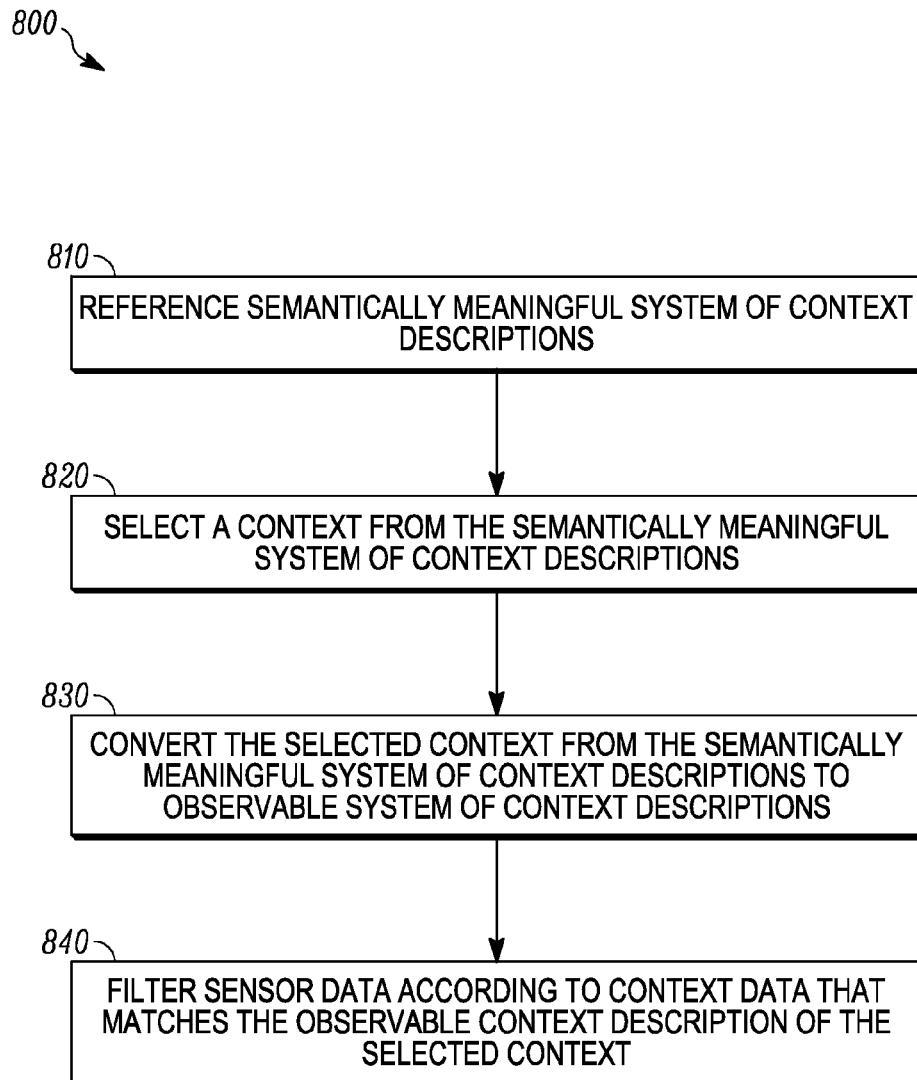 800
810
REFERENCE SEMANTICALLY MEANINGFUL SYSTEM OF CONTEXT
DESCRIPTIONS
820
SELECT A CONTEXT FROM THE SEMANTICALLY MEANINGFUL
SYSTEM OF CONTEXT DESCRIPTIONS
830
CONVERT THE SELECTED CONTEXT FROM THE SEMANTICALLY
MEANINGFUL SYSTEM OF CONTEXT DESCRIPTIONS TO
OBSERVABLE SYSTEM OF CONTEXT DESCRIPTIONS
840
FILTER SENSOR DATA ACCORDING TO CONTEXT DATA THAT
MATCHES THE OBSERVABLE CONTEXT DESCRIPTION OF THE
SELECTED CONTEXT